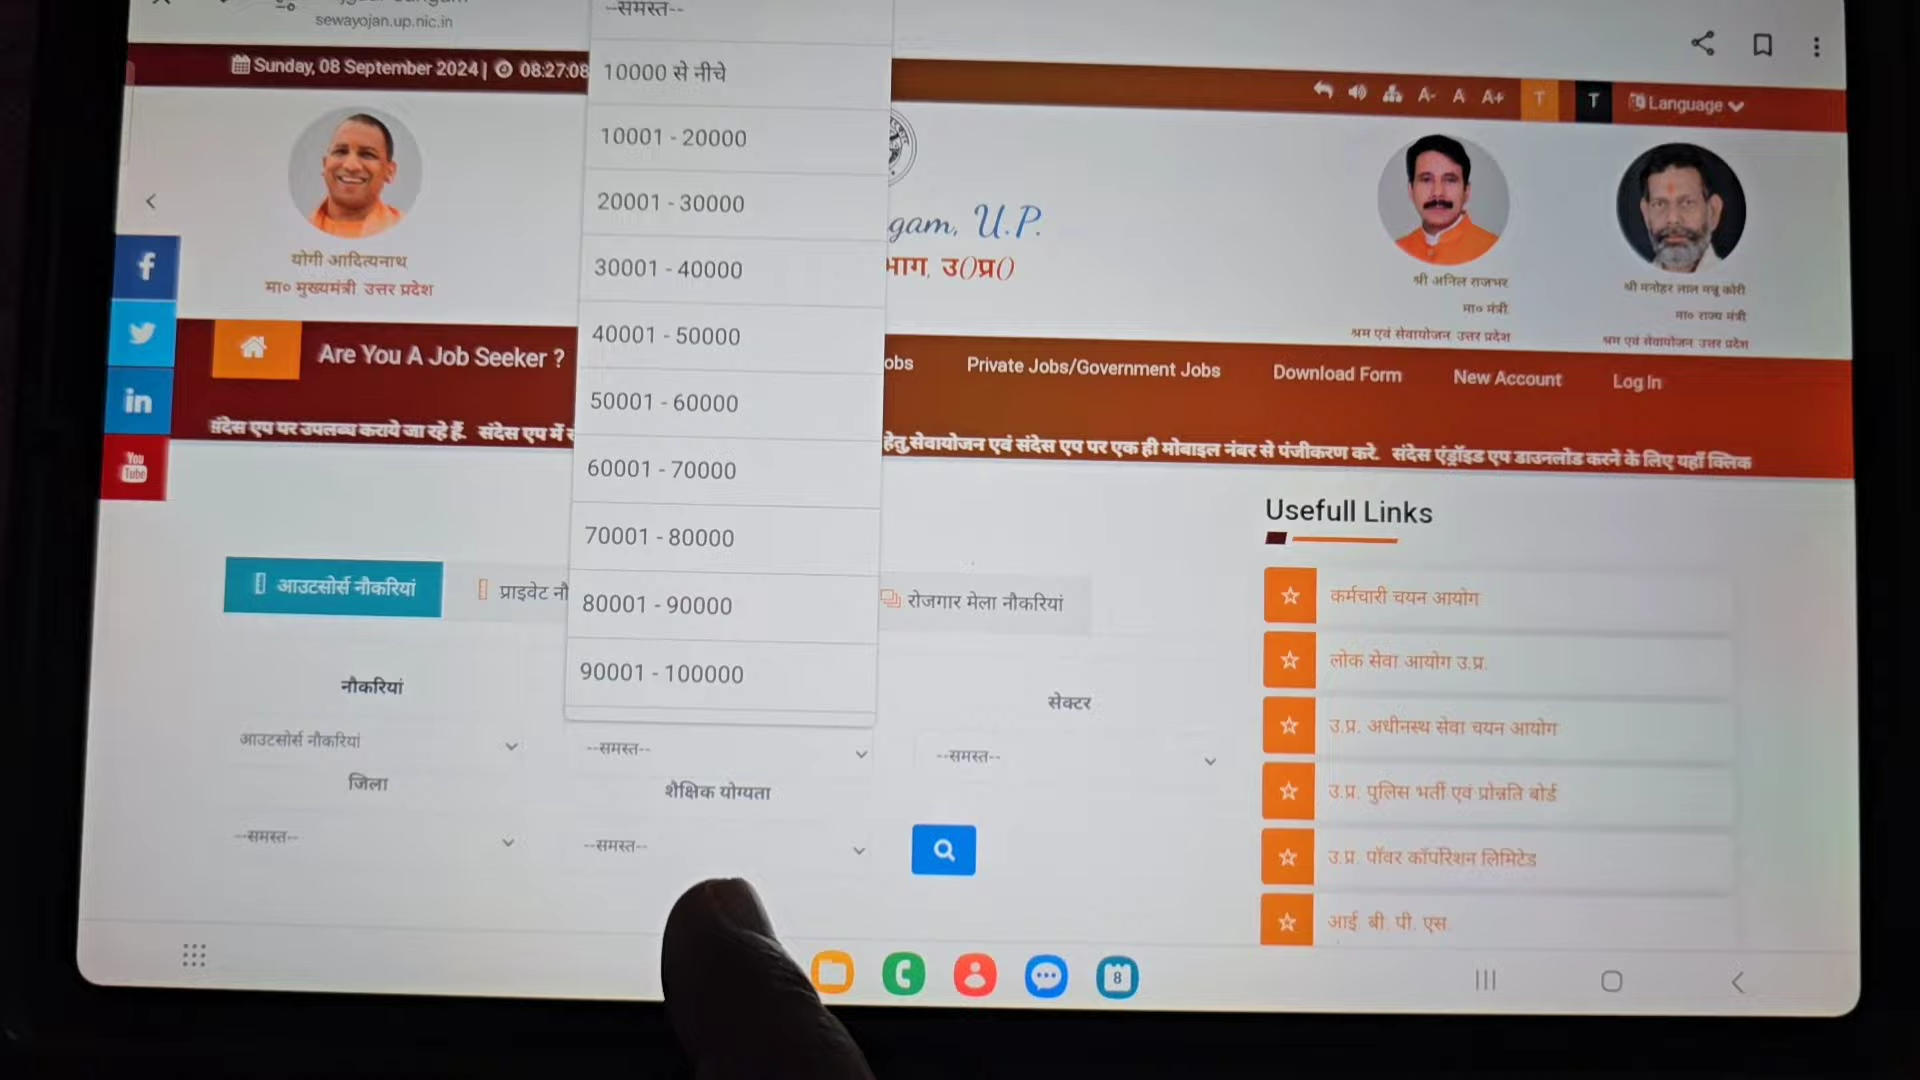 sewayojan.up.nic.in
--समस्त--
Sunday, 08 September 2024 | 08:27:08
10000 से नीचे
10001 - 20000
20001 - 30000
30001 - 40000
40001 - 50000
50001 - 60000
60001 - 70000
70001 - 80000
80001 - 90000
90001 - 100000
A- A A+ T T Language
योगी आदित्यनाथ
मा० मुख्यमंत्री, उत्तर प्रदेश
gam, U.P.
भाग, उ()प्र()
श्री अनिल राजभर
मा० मंत्री
श्रम एवं सेवायोजन, उत्तर प्रदेश
श्री मनोहर लाल मन्नू कोरी
मा० राज्य मंत्री
श्रम एवं सेवायोजन, उत्तर प्रदेश
Are You A Job Seeker ? obs Private Jobs/Government Jobs Download Form New Account Log In
संदेस एप पर उपलब्ध कराये जा रहे हैं. संदेस एप में हेतु सेवायोजन एवं संदेस एप पर एक ही मोबाइल नंबर से पंजीकरण करे. संदेस एंड्रॉइड एप डाउनलोड करने के लिए यहाँ क्लिक
f
in
You Tube
आउटसोर्स नौकरियां प्राइवेट नौ रोजगार मेला नौकरियां
नौकरियां
सेक्टर
आउटसोर्स नौकरियां
--समस्त--
--समस्त--
जिला
शैक्षिक योग्यता
--समस्त--
--समस्त--
Usefull Links
कर्मचारी चयन आयोग
लोक सेवा आयोग उ.प्र.
उ.प्र. अधीनस्थ सेवा चयन आयोग
उ.प्र. पुलिस भर्ती एवं प्रोन्नति बोर्ड
उ.प्र. पॉवर कॉर्पोरेशन लिमिटेड
आई. बी. पी. एस.
8